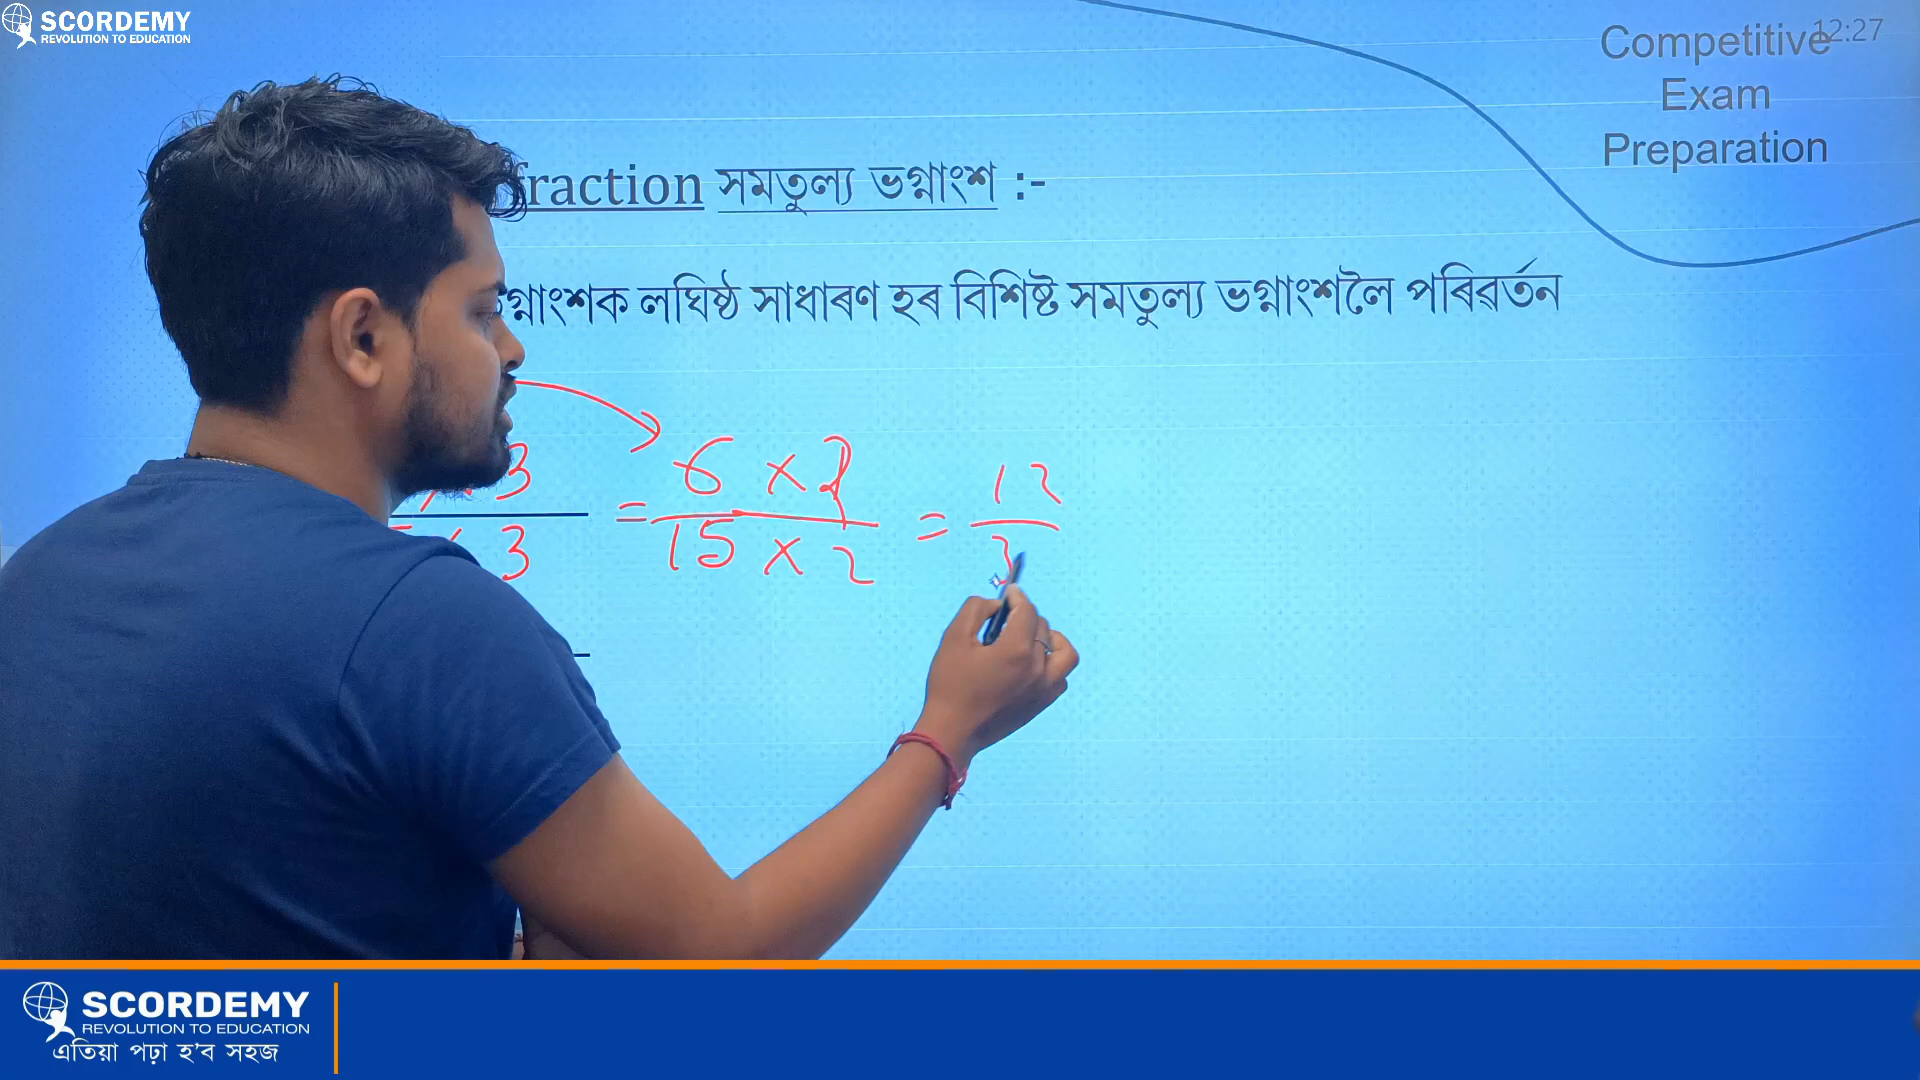 SCORDEMY
REVOLUTION TO EDUCATION
12:27
Competitive
Exam
Preparation
fraction সমতুল্য ভগ্নাংশ :-
ভগ্নাংশক লঘিষ্ঠ সাধাৰণ হৰ বিশিষ্ট সমতুল্য ভগ্নাংশলৈ পৰিৱৰ্তন
3 = 6 × 2 = 12
3 15 × 2 3
SCORDEMY
REVOLUTION TO EDUCATION
এতিয়া পঢ়া হ'ব সহজ